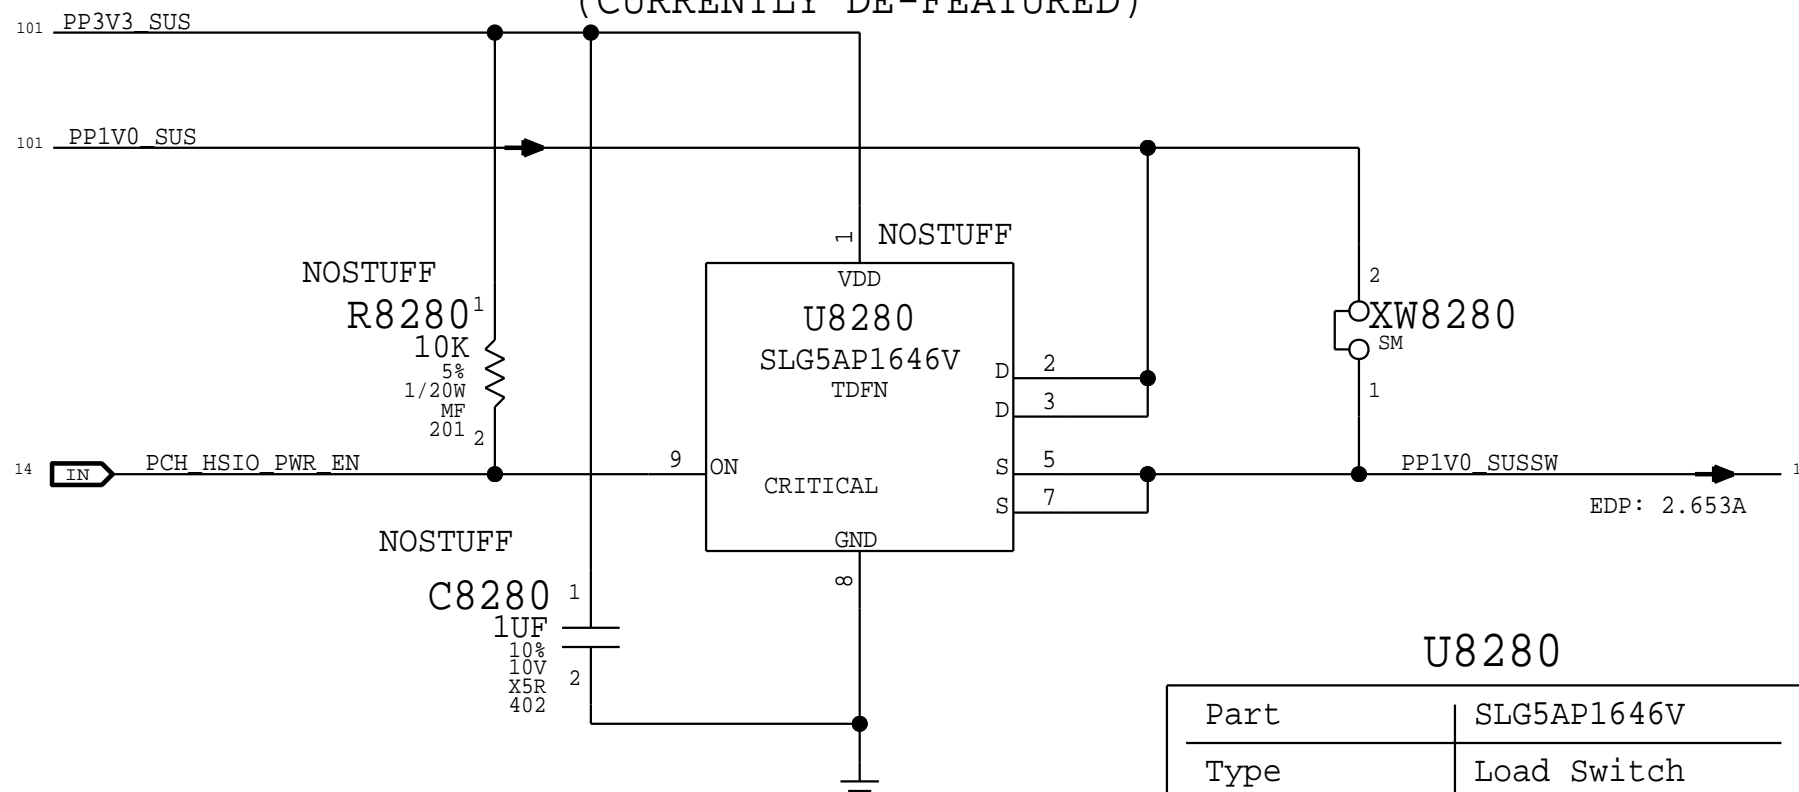 (CURRENTLY DE-FEATURED)
101 PP3V3_SUS
101 PP1V0_SUS
1
NOSTUFF
VDD
U8280
SLG5AP1646V
TDFN
NOSTUFF
R8280 1
10K
5%
1/20W
MF
201
2
2
XW8280
SM
1
D 2
D 3
14 IN PCH_HSIO_PWR_EN
9 ON
CRITICAL
S 5
S 7
PP1V0_SUSSW
EDP: 2.653A
GND
8
NOSTUFF
C8280 1
1UF
10%
10V
X5R
402
2
U8280
Part SLG5AP1646V
Type Load Switch